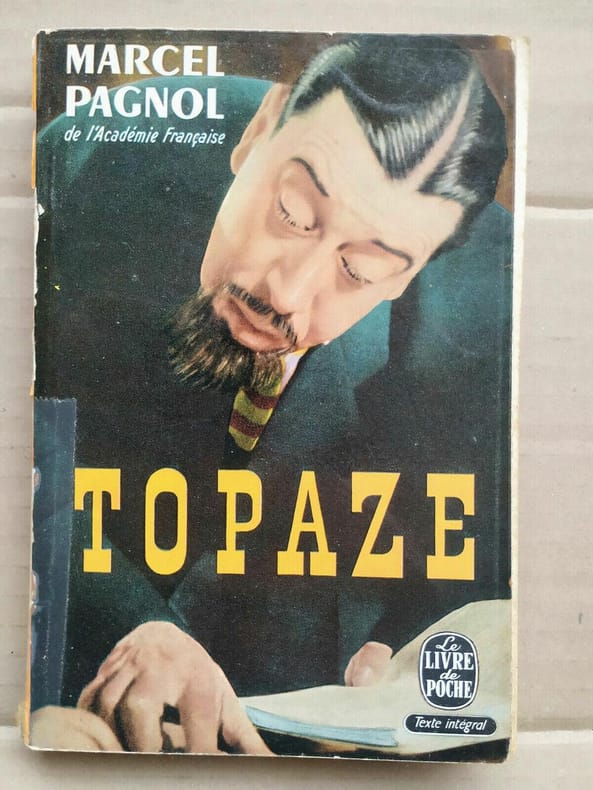 MARCEL
PAGNOL
de l'Académie Française
TOPAZE
Le
LIVRE
de
POCHE
Texte intégral